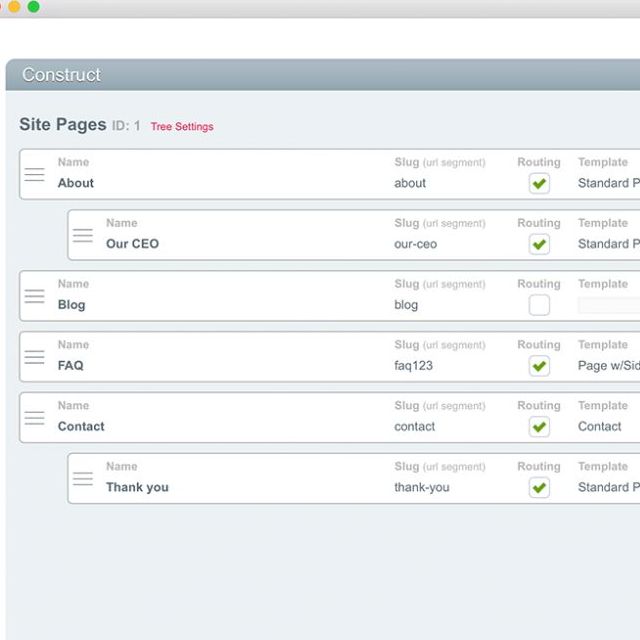 Construct
Site Pages ID: 1 Tree Settings
Name Slug (url segment) Routing Template
About about Standard P
Name Slug (url segment) Routing Template
Our CEO our-ceo Standard P
Name Slug (url segment) Routing Template
Blog blog
Name Slug (url segment) Routing Template
FAQ faq123 Page w/Sid
Name Slug (url segment) Routing Template
Contact contact Contact
Name Slug (url segment) Routing Template
Thank you thank-you Standard P